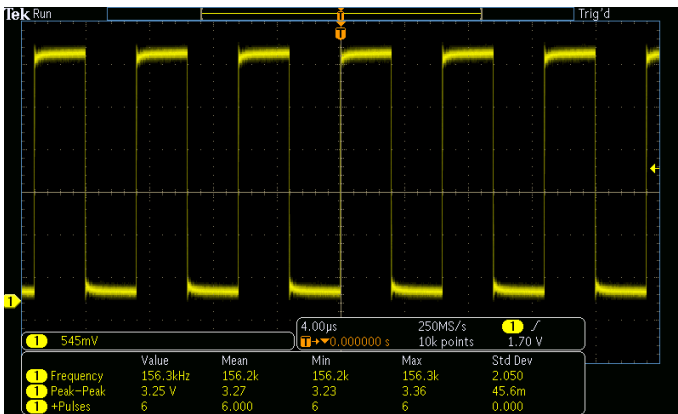 Tek Run Trig'd
T
T
1
4.00µs 250MS/s 1 /
1 545mV T→▼0.000000 s 10k points 1.70 V
Value Mean Min Max Std Dev
1 Frequency 156.3kHz 156.2k 156.2k 156.3k 2.050
1 Peak-Peak 3.25 V 3.27 3.23 3.36 45.6m
1 +Pulses 6 6.000 6 6 0.000